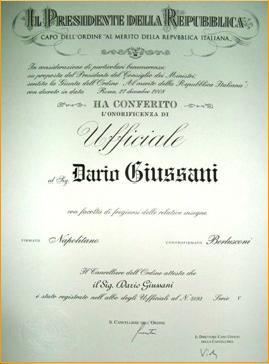 IL PRESIDENTE DELLA REPUBBLICA
CAPO DELL'ORDINE "AL MERITO DELLA REPUBBLICA ITALIANA"
In considerazione di particolari benemerenze;
su proposta del Presidente del Consiglio dei Ministri;
sentita la Giunta dell'Ordine "Al merito della Repubblica Italiana";
con decreto in data Roma, 27 dicembre 2008
HA CONFERITO
L'ONORIFICENZA DI
Ufficiale
al Sig. Dario Giussani
con facoltà di fregiarsi delle relative insegne.
FIRMATO Napolitano CONTROFIRMATO Berlusconi
Il Cancelliere dell'Ordine attesta che
il Sig. Dario Giussani
è stato registrato nell'albo degli Ufficiali al N. Serie V
IL CANCELLIERE DELL'ORDINE
IL DIRETTORE CAPO UFFICIO
DELLA CANCELLERIA